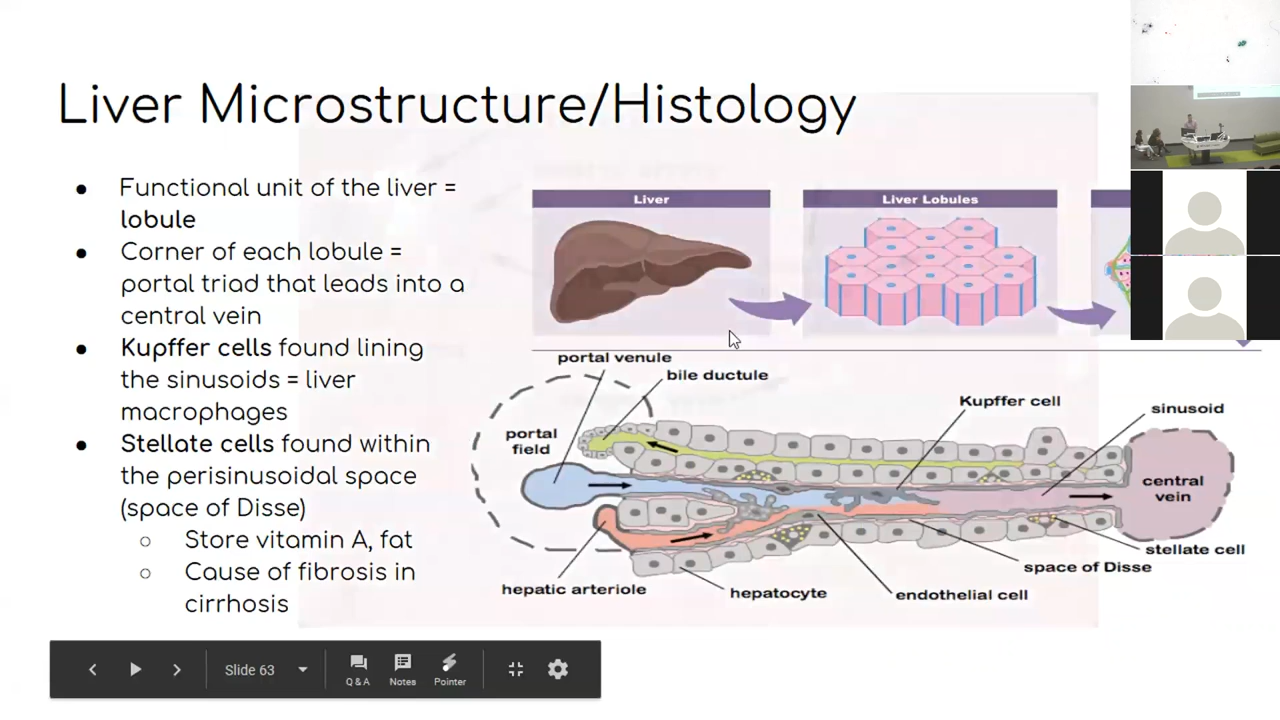 Liver Microstructure/Histology
● Functional unit of the liver =
lobule
● Corner of each lobule =
portal triad that leads into a
central vein
● Kupffer cells found lining
the sinusoids = liver
macrophages
● Stellate cells found within
the perisinusoidal space
(space of Disse)
○ Store vitamin A, fat
○ Cause of fibrosis in
cirrhosis
Liver
Liver Lobules
portal venule
bile ductule
Kupffer cell
sinusoid
portal
field
central
vein
stellate cell
space of Disse
hepatic arteriole
hepatocyte
endothelial cell
Slide 63
Q & A
Notes
Pointer